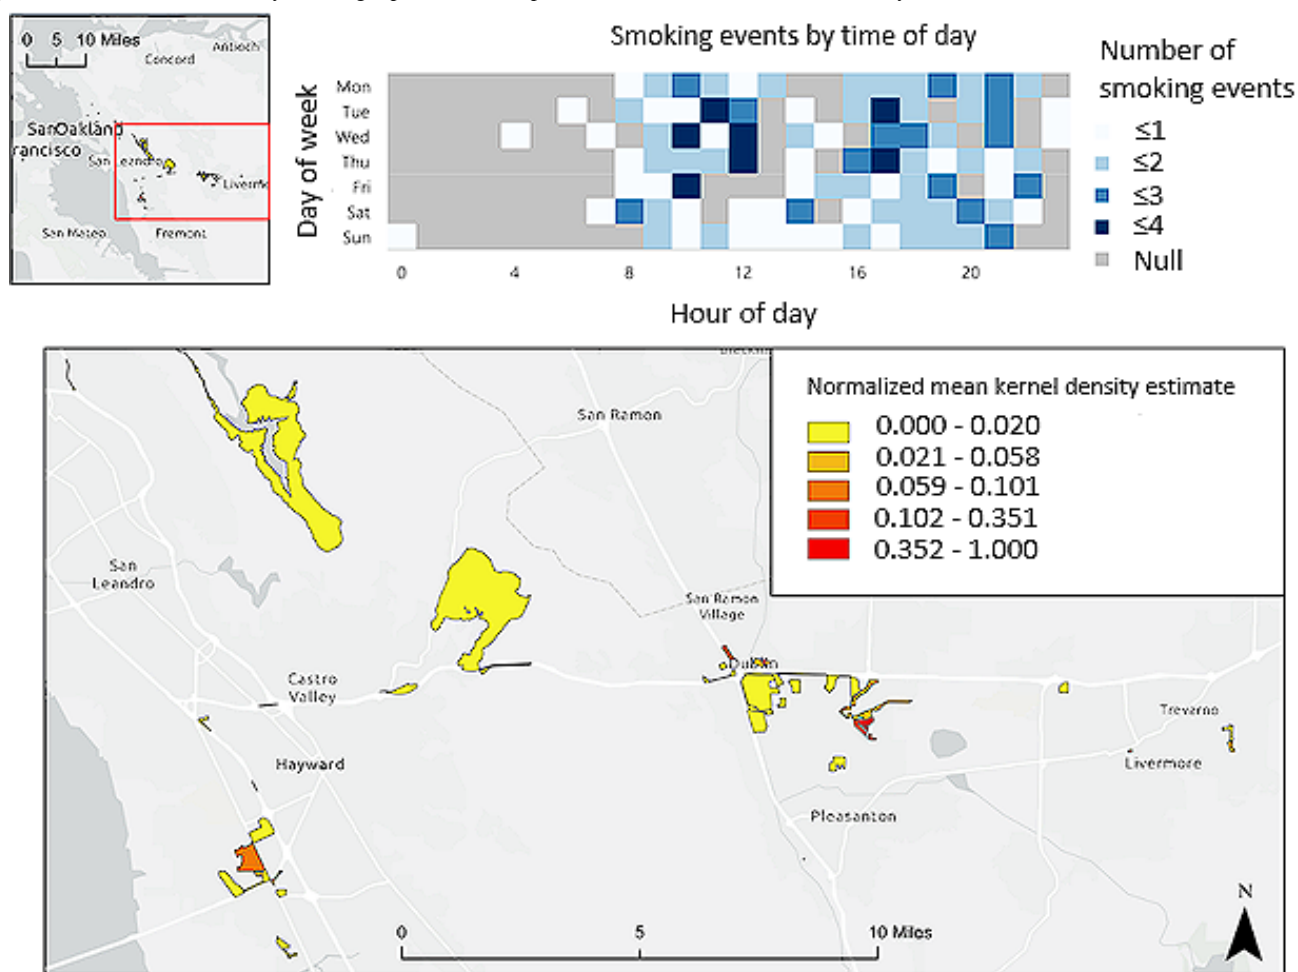 0 5 10 Miles
Antioch
Concord
San Oakland
rancisco
San Leandro
San Mateo
Fremont
Smoking events by time of day
Day of week
Mon
Tue
Wed
Thu
Fri
Sat
Sun
0 4 8 12 16 20
Hour of day
Number of
smoking events
≤1
≤2
≤3
≤4
Null
Normalized mean kernel density estimate
0.000 - 0.020
0.021 - 0.058
0.059 - 0.101
0.102 - 0.351
0.352 - 1.000
San Ramon
San
Leandro
San Ramon
Village
Dublin
Castro
Valley
Trevarno
Hayward
Livermore
Pleasanton
N
0 5 10 Miles